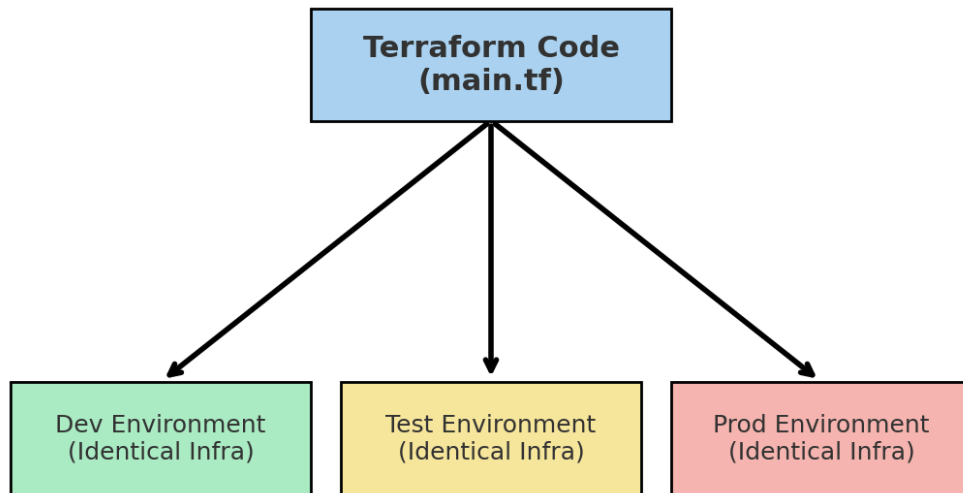 Terraform Code
(main.tf)
Dev Environment
(Identical Infra)
Test Environment
(Identical Infra)
Prod Environment
(Identical Infra)